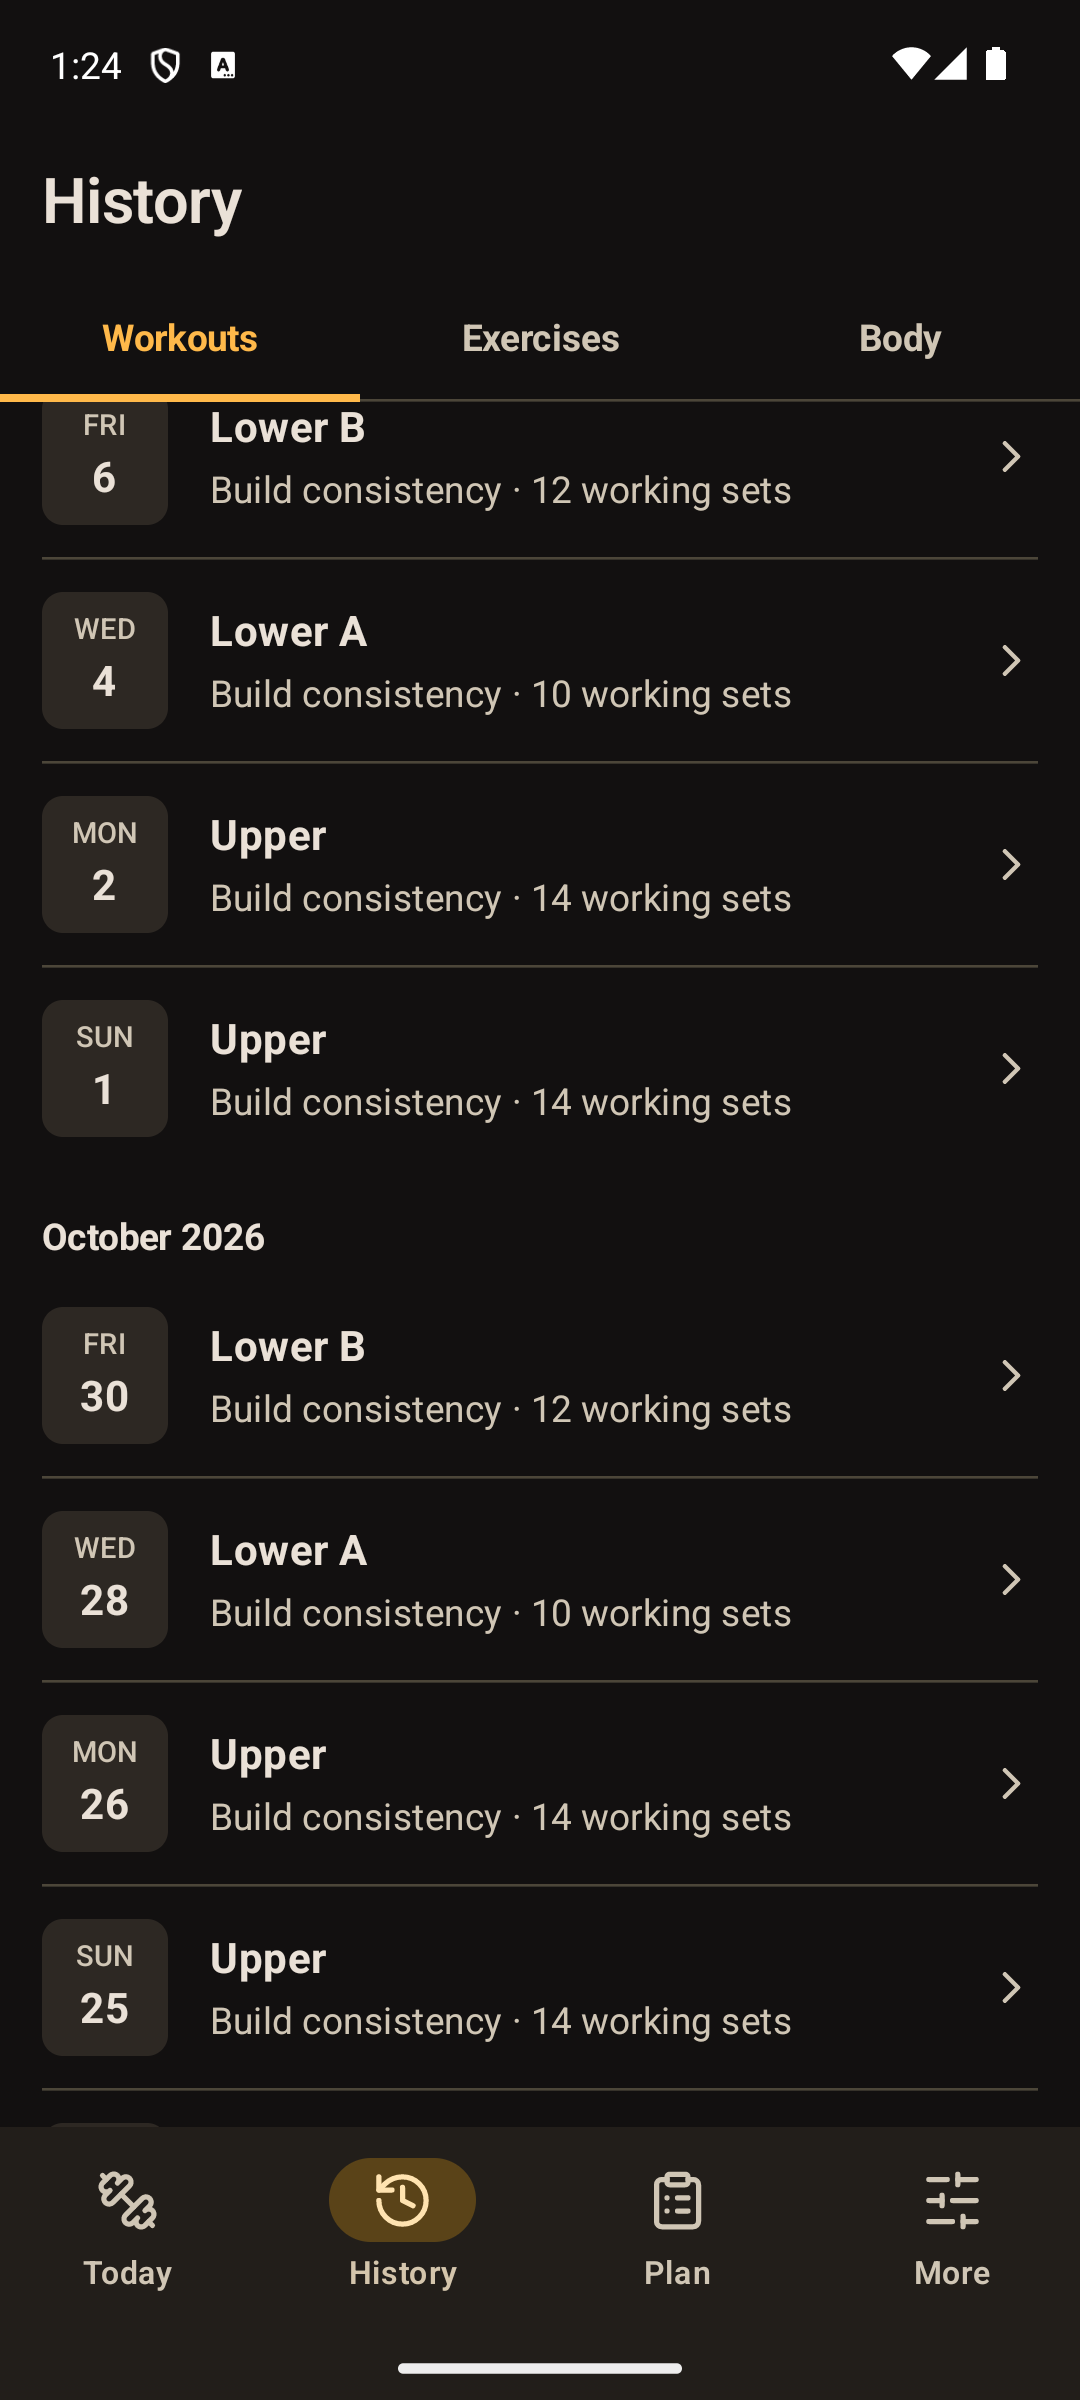 1:24
History
Workouts
Exercises
Body
FRI
6
Lower B
Build consistency · 12 working sets
WED
4
Lower A
Build consistency · 10 working sets
MON
2
Upper
Build consistency · 14 working sets
SUN
1
Upper
Build consistency · 14 working sets
October 2026
FRI
30
Lower B
Build consistency · 12 working sets
WED
28
Lower A
Build consistency · 10 working sets
MON
26
Upper
Build consistency · 14 working sets
SUN
25
Upper
Build consistency · 14 working sets
Today
History
Plan
More